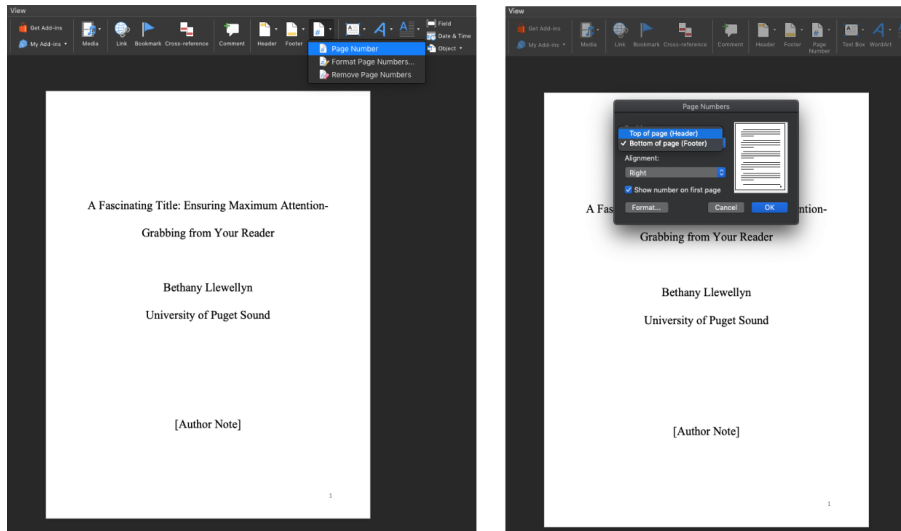 View
Get Add-ins
My Add-ins
Media
Link
Bookmark
Cross-reference
Comment
Header
Footer
Field
Date & Time
Object
Page Number
Format Page Numbers...
Remove Page Numbers
A Fascinating Title: Ensuring Maximum Attention-
Grabbing from Your Reader
Bethany Llewellyn
University of Puget Sound
[Author Note]
1
View
Get Add-ins
My Add-ins
Media
Link
Bookmark
Cross-reference
Comment
Header
Footer
Page
Number
Text Box
WordArt
Page Numbers
Top of page (Header)
✓ Bottom of page (Footer)
Alignment:
Right
Show number on first page
Format...
Cancel
OK
A Fas
ntion-
Grabbing from Your Reader
Bethany Llewellyn
University of Puget Sound
[Author Note]
1